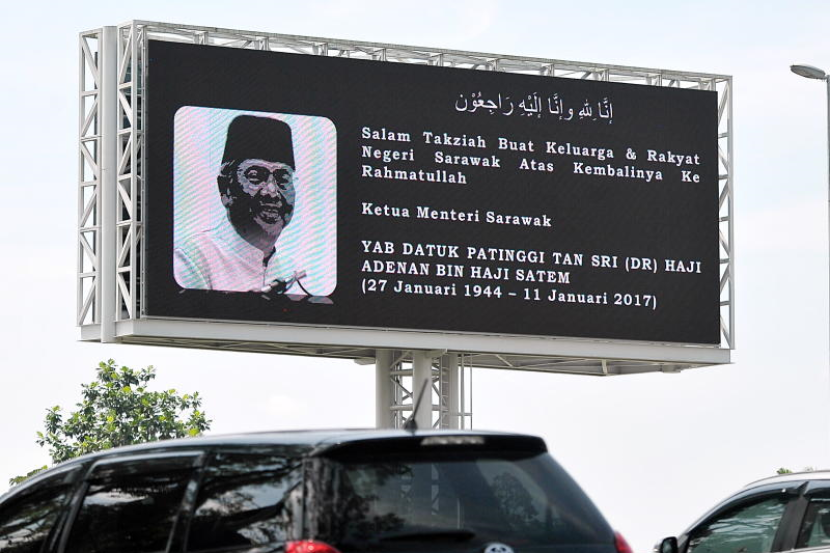 إِنَّا لِلّٰهِ وَإِنَّا إِلَيْهِ رَاجِعُوْن
Salam Takziah Buat Keluarga & Rakyat
Negeri Sarawak Atas Kembalinya Ke
Rahmatullah
Ketua Menteri Sarawak
YAB DATUK PATINGGI TAN SRI (DR) HAJI
ADENAN BIN HAJI SATEM
(27 Januari 1944 – 11 Januari 2017)